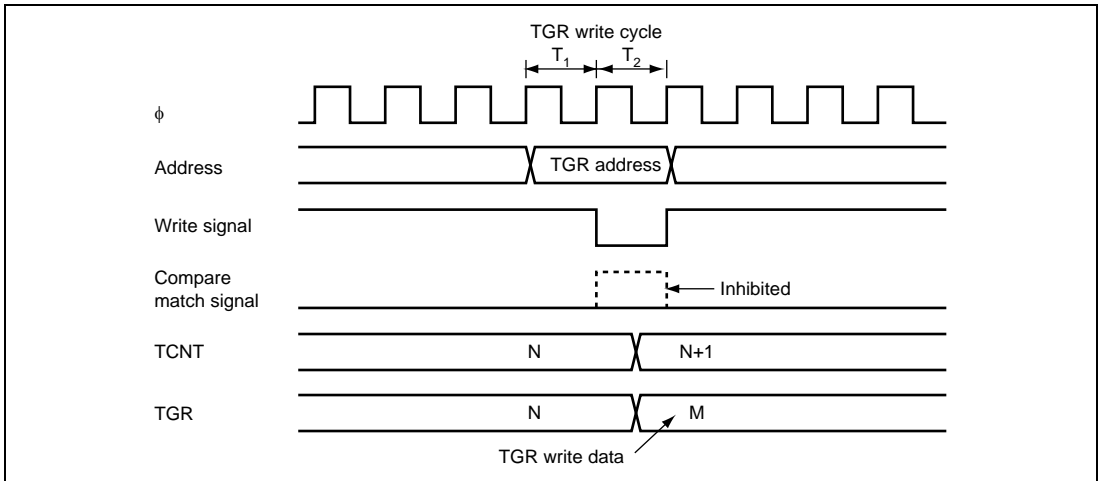 TGR write cycle
T1 T2
ϕ
Address
TGR address
Write signal
Compare
match signal
Inhibited
TCNT
N
N+1
TGR
N
M
TGR write data